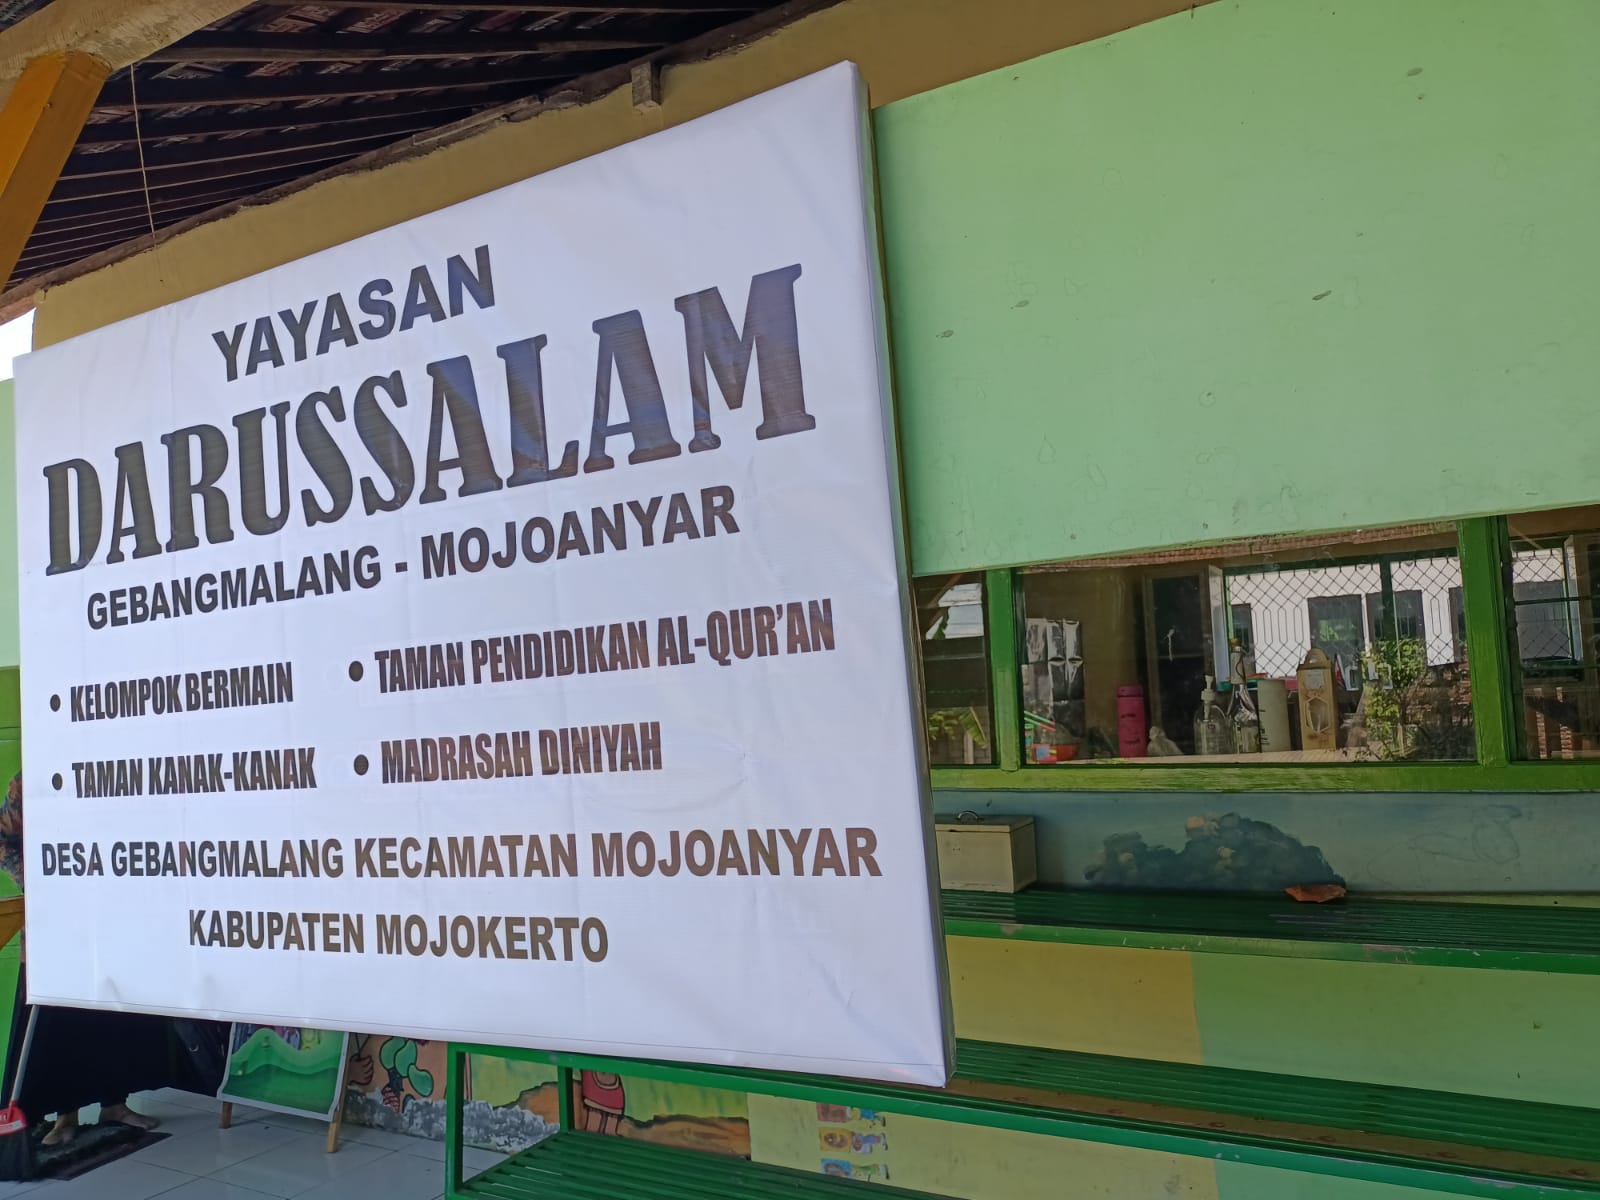 YAYASAN
DARUSSALAM
GEBANGMALANG - MOJOANYAR
• KELOMPOK BERMAIN
• TAMAN KANAK-KANAK
• TAMAN PENDIDIKAN AL-QUR'AN
• MADRASAH DINIYAH
DESA GEBANGMALANG KECAMATAN MOJOANYAR
KABUPATEN MOJOKERTO